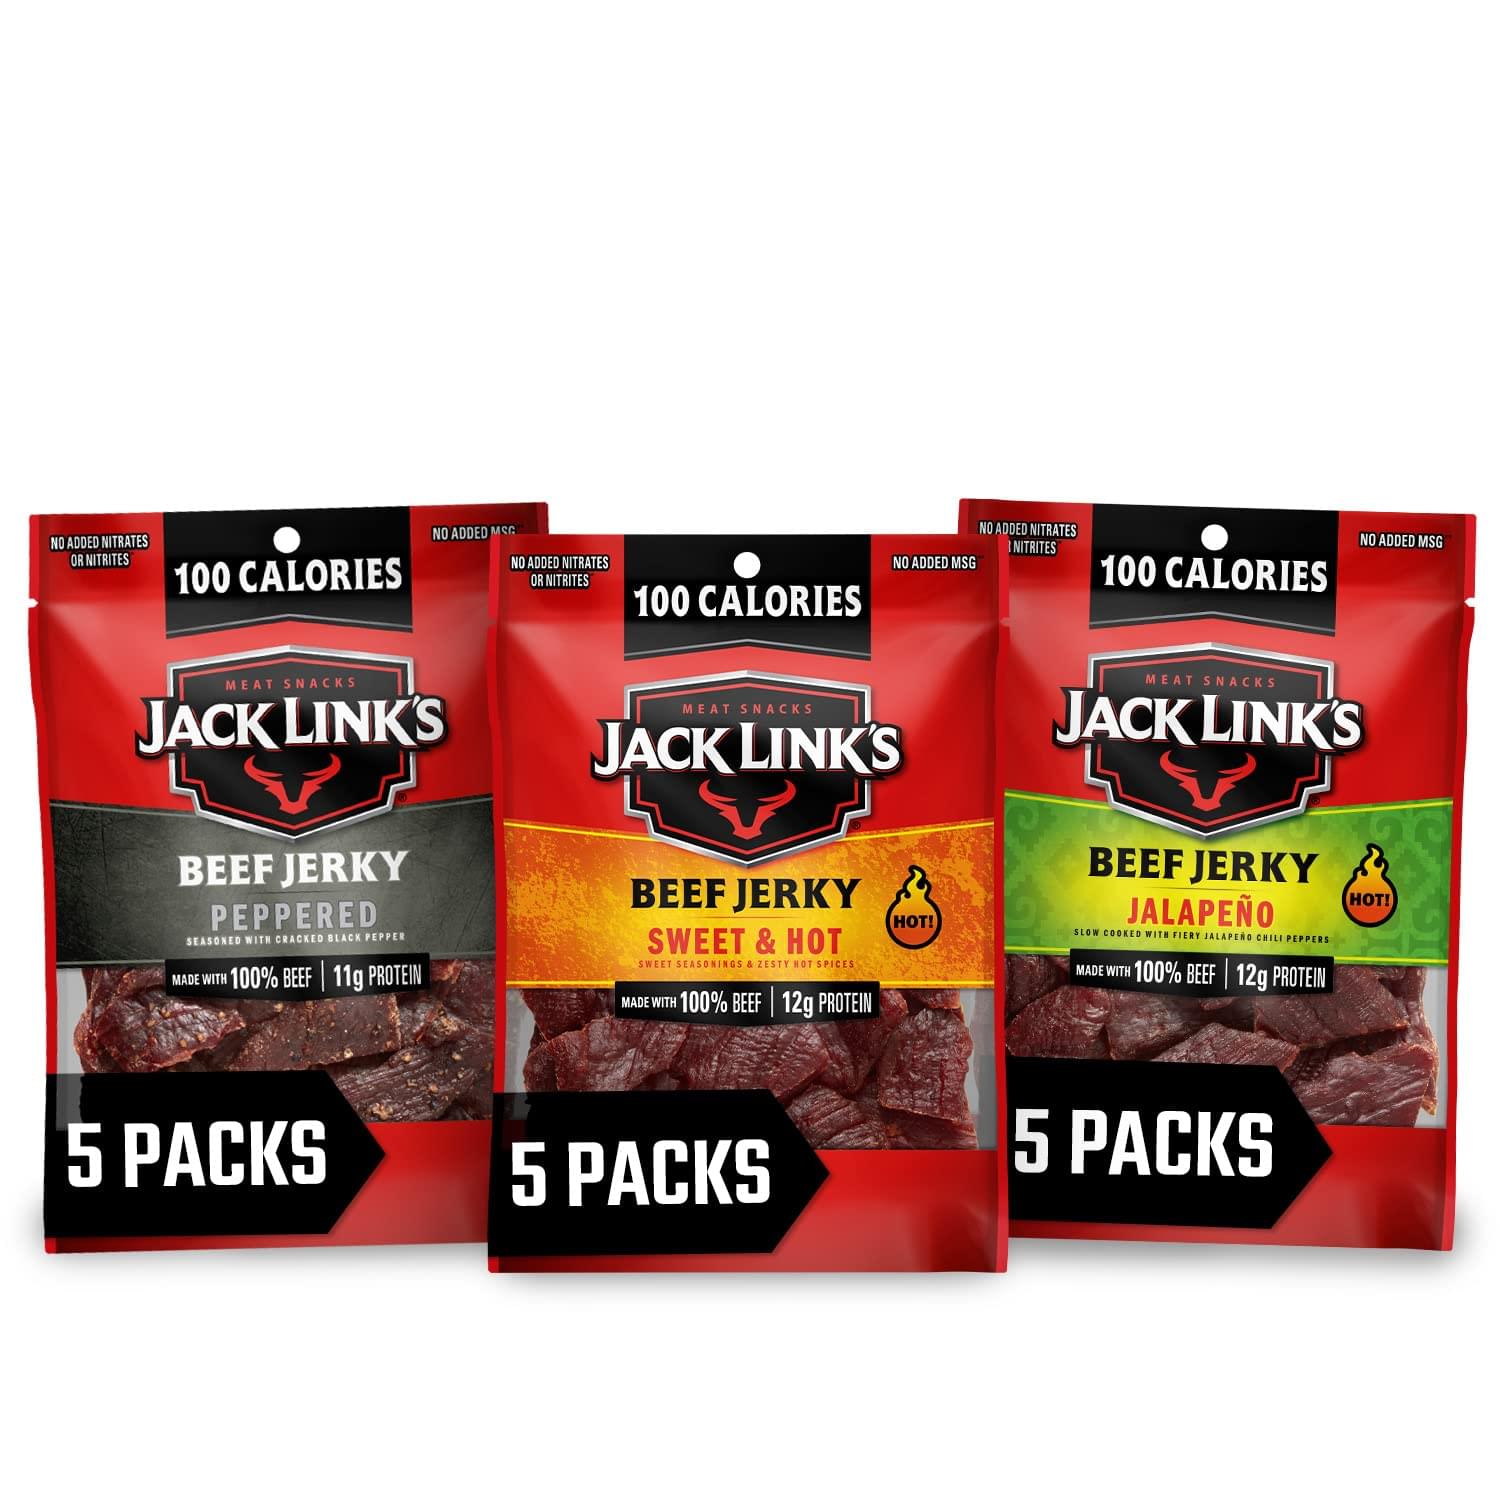 NO ADDED NITRATES
OR NITRITES
100 CALORIES
NO ADDED MSG
MEAT SNACKS
JACK LINK'S
®
BEEF JERKY
PEPPERED
SEASONED WITH CRACKED BLACK PEPPER
MADE WITH 100% BEEF | 11g PROTEIN
5 PACKS
NO ADDED NITRATES
OR NITRITES
100 CALORIES
NO ADDED MSG
MEAT SNACKS
JACK LINK'S
®
BEEF JERKY
HOT!
SWEET & HOT
SWEET SEASONINGS & ZESTY HOT SPICES
MADE WITH 100% BEEF | 12g PROTEIN
5 PACKS
NO ADDED NITRATES
R NITRITES
100 CALORIES
NO ADDED MSG
MEAT SNACKS
JACK LINK'S
®
BEEF JERKY
HOT!
JALAPEÑO
SLOW COOKED WITH FIERY JALAPEÑO CHILI PEPPERS
MADE WITH 100% BEEF | 12g PROTEIN
5 PACKS